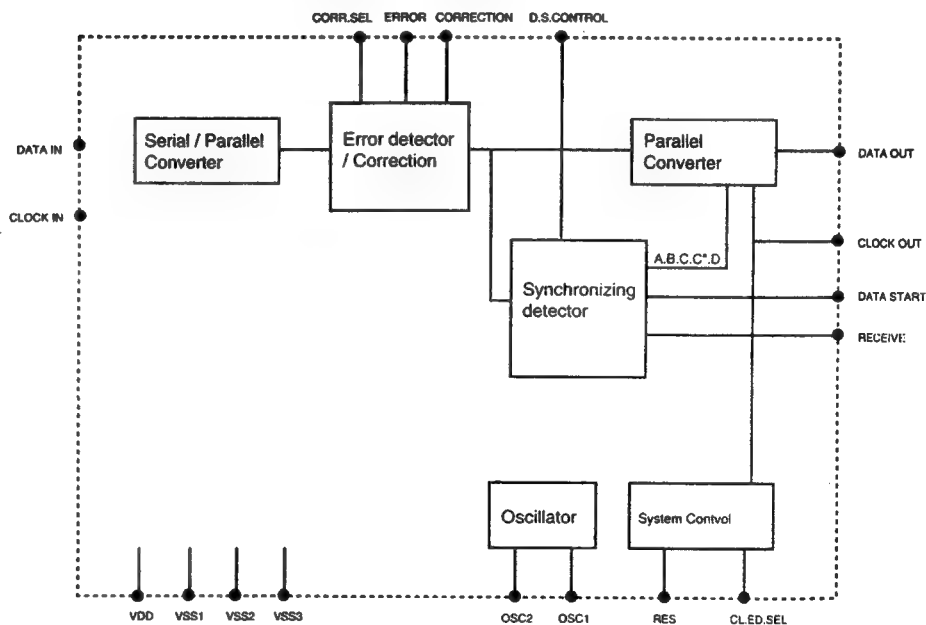 CORR.SEL ERROR CORRECTION D.S.CONTROL
Serial / Parallel
Converter
Error detector
/ Correction
Parallel
Converter
DATA IN
DATA OUT
CLOCK IN
CLOCK OUT
A.B.C.C*.D
Synchronizing
detector
DATA START
RECEIVE
Oscillator
System Contvol
VDD VSS1 VSS2 VSS3 OSC2 OSC1 RES CL.ED.SEL